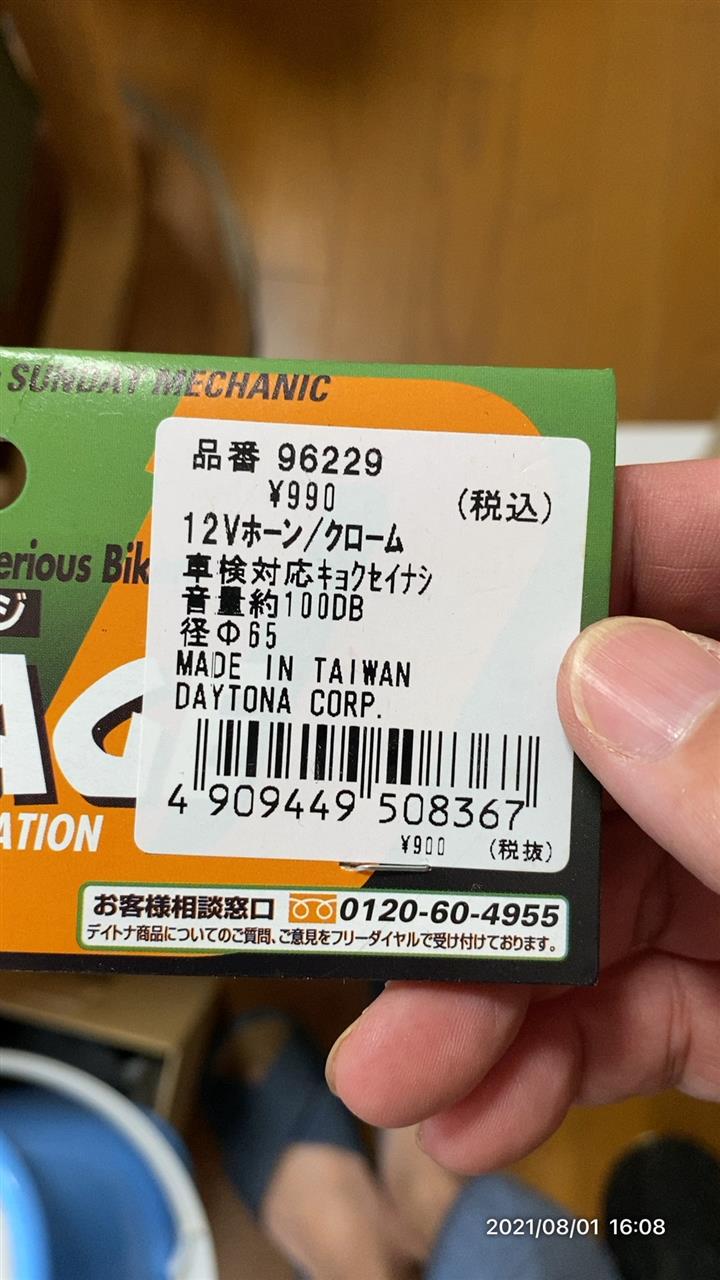 SUNDAY MECHANIC
品番 96229
¥990 (税込)
12Vホーン/クローム
erious Bik
車検対応キョクセイナシ
ジ
音量約100DB
径Φ65
MADE IN TAIWAN
AG
DAYTONA CORP.
4 909449 508367
ATION
¥900 (税抜)
お客様相談窓口 0120-60-4955
デイトナ商品についてのご質問、ご意見をフリーダイヤルで受け付けております。
2021/08/01 16:08